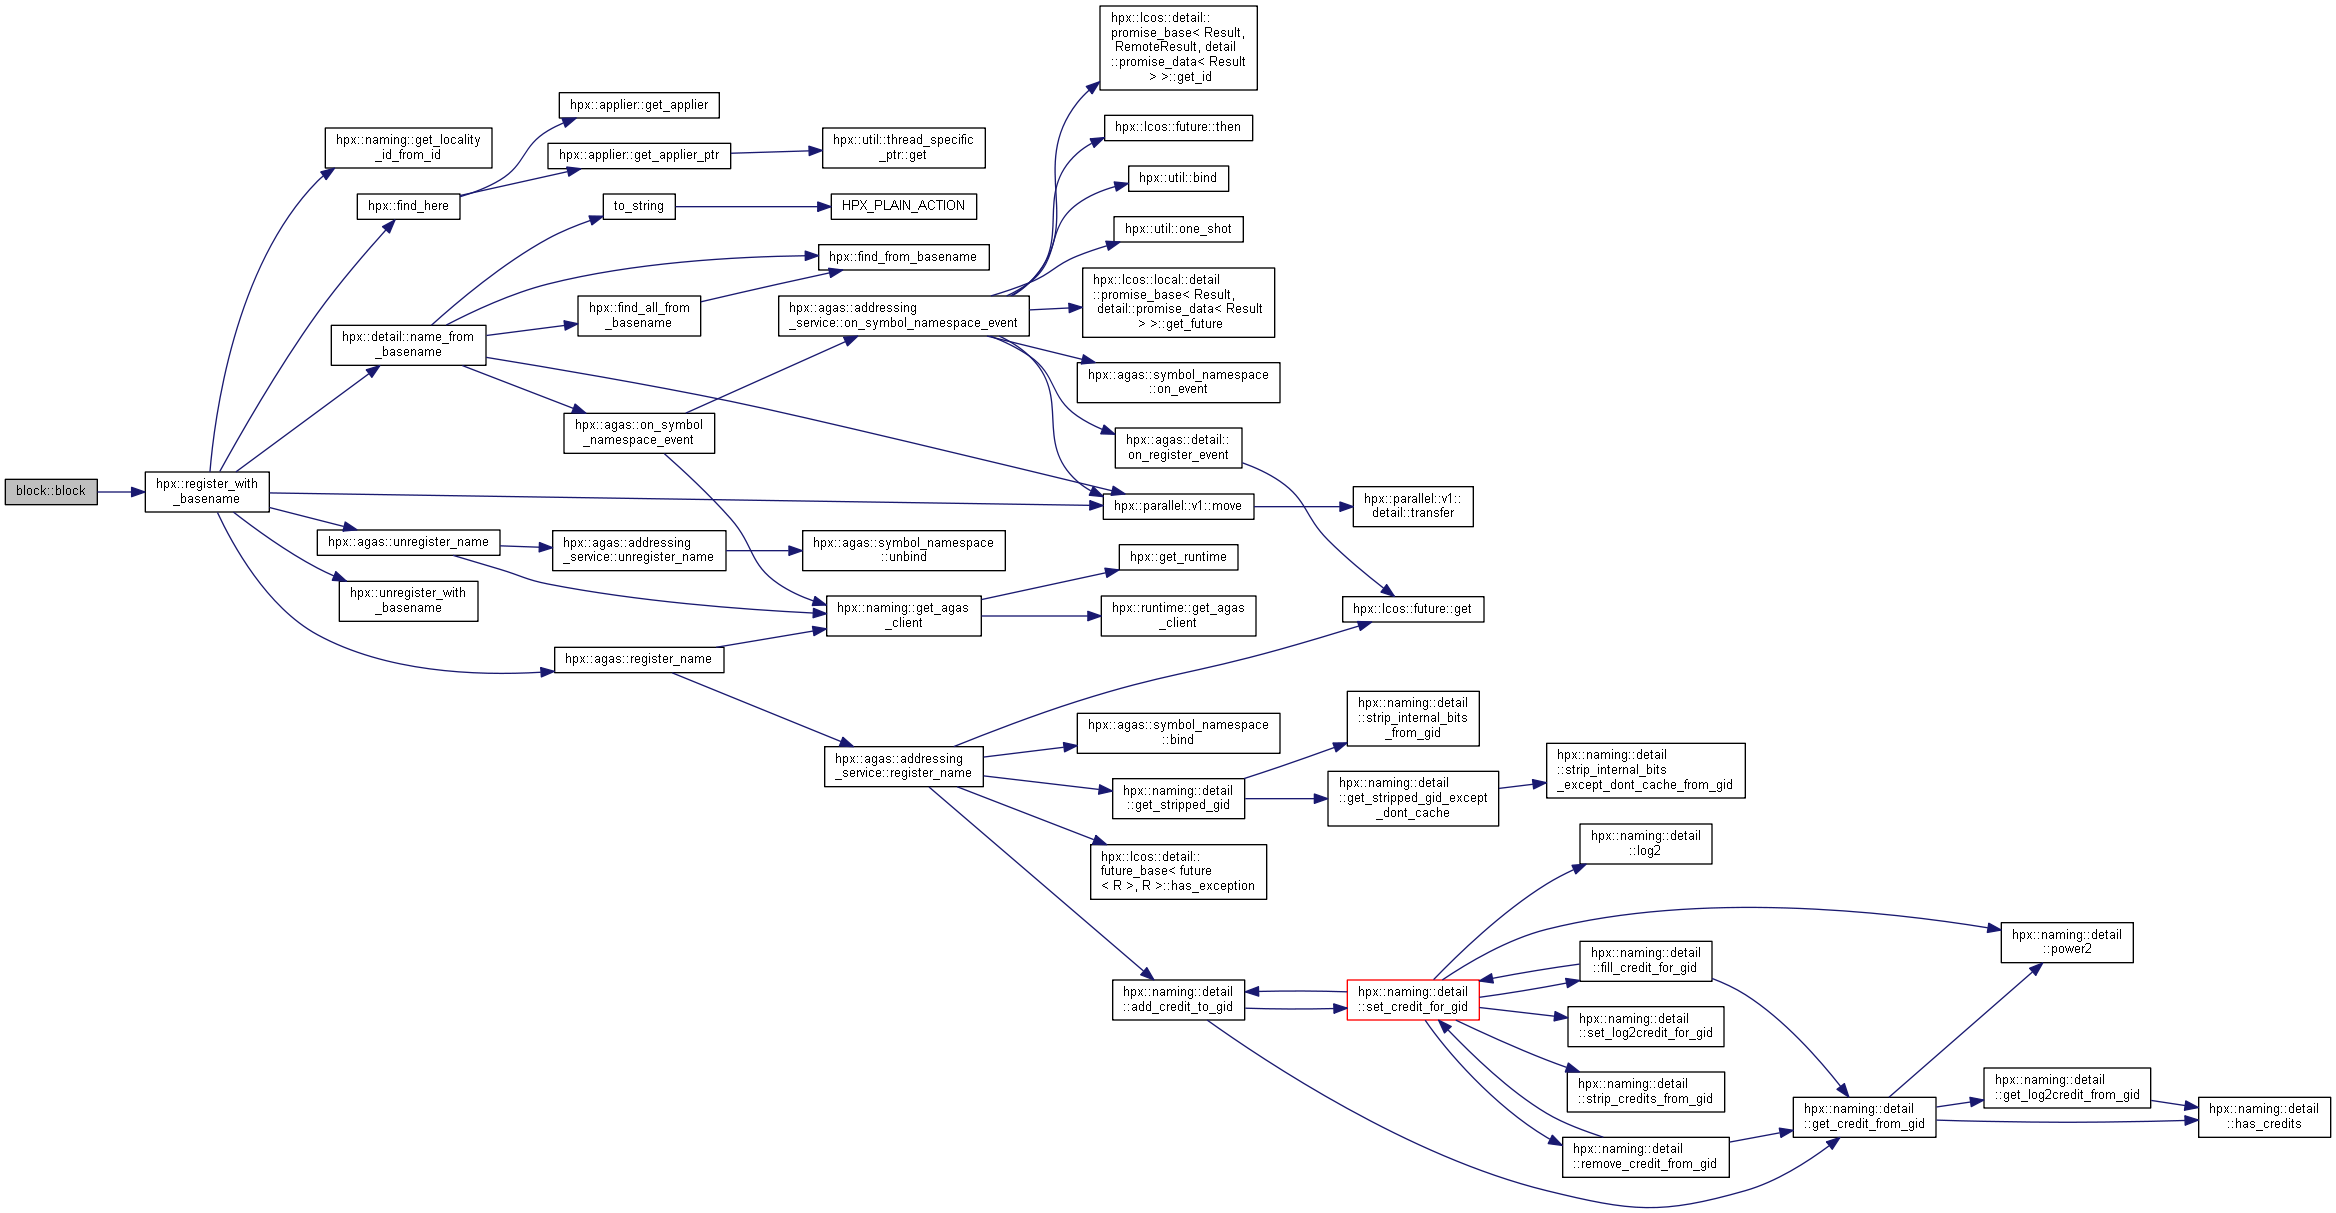 block::block
hpx::register_with
_basename
hpx::naming::get_locality
_id_from_id
hpx::find_here
hpx::detail::name_from
_basename
hpx::agas::unregister_name
hpx::unregister_with
_basename
hpx::applier::get_applier
hpx::applier::get_applier_ptr
to_string
hpx::find_all_from
_basename
hpx::agas::on_symbol
_namespace_event
hpx::agas::addressing
_service::unregister_name
hpx::agas::register_name
hpx::util::thread_specific
_ptr::get
HPX_PLAIN_ACTION
hpx::find_from_basename
hpx::agas::addressing
_service::on_symbol_namespace_event
hpx::agas::symbol_namespace
::unbind
hpx::naming::get_agas
_client
hpx::agas::addressing
_service::register_name
hpx::lcos::detail::
promise_base< Result,
RemoteResult, detail
::promise_data< Result
> >::get_id
hpx::lcos::future::then
hpx::util::bind
hpx::util::one_shot
hpx::lcos::local::detail
::promise_base< Result,
detail::promise_data< Result
> >::get_future
hpx::agas::symbol_namespace
::on_event
hpx::agas::detail::
on_register_event
hpx::parallel::v1::move
hpx::get_runtime
hpx::runtime::get_agas
_client
hpx::agas::symbol_namespace
::bind
hpx::naming::detail
::get_stripped_gid
hpx::lcos::detail::
future_base< future
< R >, R >::has_exception
hpx::naming::detail
::add_credit_to_gid
hpx::parallel::v1::
detail::transfer
hpx::lcos::future::get
hpx::naming::detail
::strip_internal_bits
_from_gid
hpx::naming::detail
::get_stripped_gid_except
_dont_cache
hpx::naming::detail
::set_credit_for_gid
hpx::naming::detail
::strip_internal_bits
_except_dont_cache_from_gid
hpx::naming::detail
::log2
hpx::naming::detail
::fill_credit_for_gid
hpx::naming::detail
::set_log2credit_for_gid
hpx::naming::detail
::strip_credits_from_gid
hpx::naming::detail
::remove_credit_from_gid
hpx::naming::detail
::get_credit_from_gid
hpx::naming::detail
::power2
hpx::naming::detail
::get_log2credit_from_gid
hpx::naming::detail
::has_credits